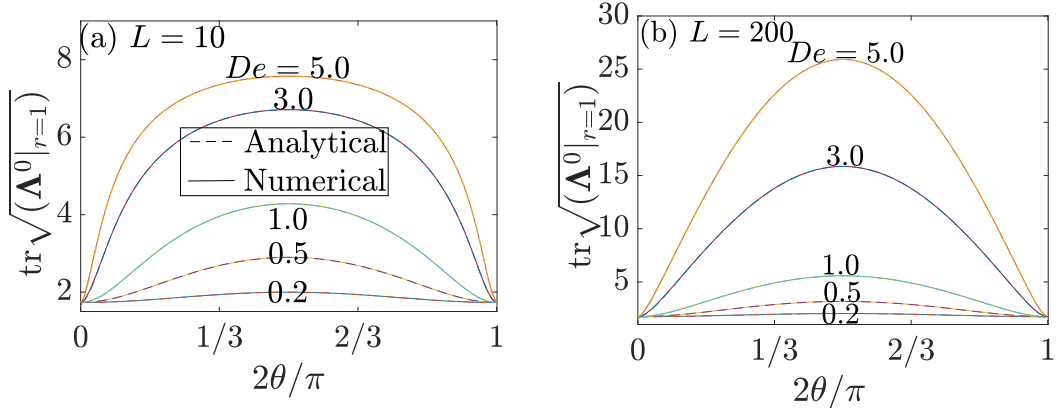 (a) L = 10
De = 5.0
3.0
Analytical
Numerical
1.0
0.5
0.2
8
6
4
2
0
1/3
2/3
1
2θ/π
tr√(Λ⁰|r=1)
(b) L = 200
De = 5.0
3.0
1.0
0.5
0.2
30
25
20
15
10
5
0
1/3
2/3
1
2θ/π
tr√(Λ⁰|r=1)